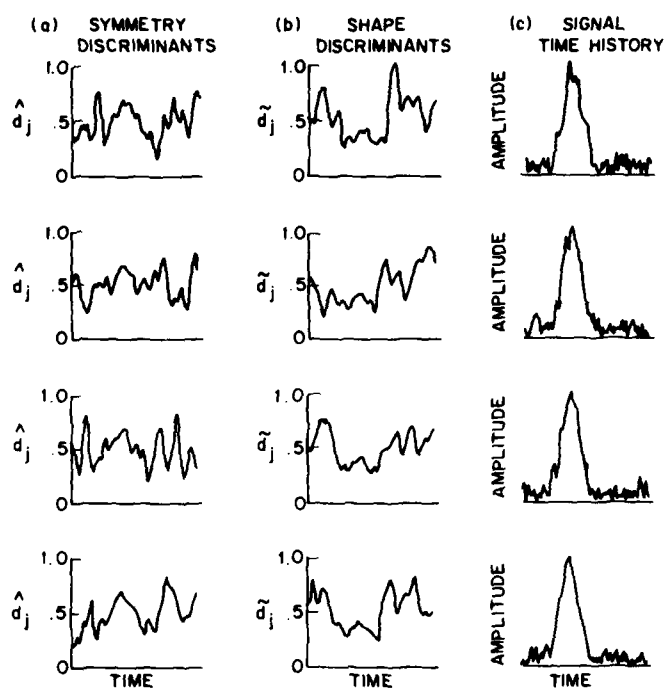 (a) SYMMETRY DISCRIMINANTS
(b) SHAPE DISCRIMINANTS
(c) SIGNAL TIME HISTORY
1.0
d̂j .5
0
1.0
d̃j .5
0
AMPLITUDE
1.0
d̂j .5
0
1.0
d̃j .5
0
AMPLITUDE
1.0
d̂j .5
0
1.0
d̃j .5
0
AMPLITUDE
1.0
d̂j .5
0
TIME
1.0
d̃j .5
0
TIME
AMPLITUDE
TIME